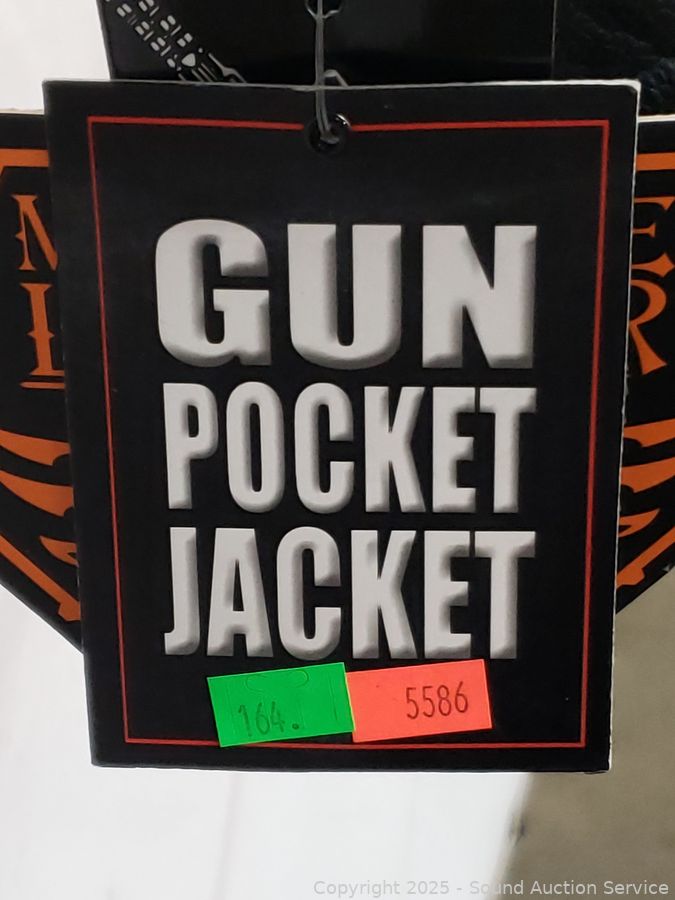 GUN
POCKET
JACKET
164.
5586
Copyright © 2025 - Sound Auction Service